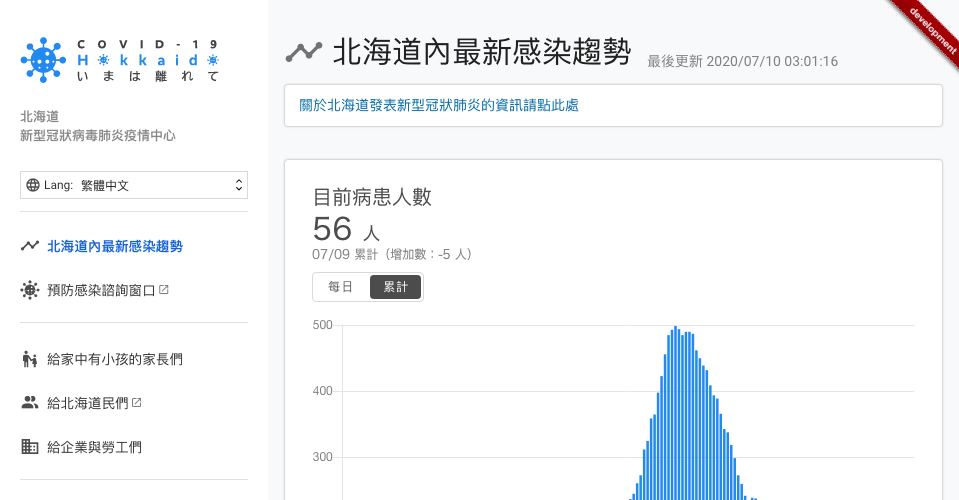 COVID-19
Hokkaido
いまは離れて
北海道
新型冠狀病毒肺炎疫情中心
Lang: 繁體中文
北海道內最新感染趨勢
預防感染諮詢窗口
給家中有小孩的家長們
給北海道民們
給企業與勞工們
北海道內最新感染趨勢
最後更新 2020/07/10 03:01:16
development
關於北海道發表新型冠狀肺炎的資訊請點此處
目前病患人數
56 人
07/09 累計（增加數：-5 人）
每日 累計
500
400
300